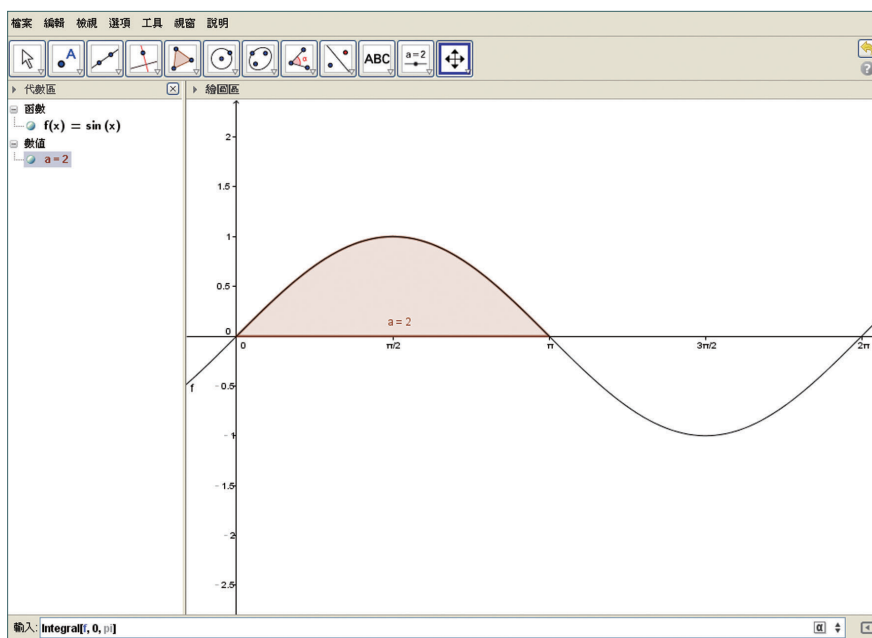 檔案 編輯 檢視 選項 工具 視窗 說明
A α ABC a=2
代數區
繪圖區
函數
f(x) = sin (x)
數值
a = 2
2
1.5
1
0.5
a = 2
0
0 π/2 π 3π/2 2π
f
-0.5
-1
-1.5
-2
-2.5
輸入: Integral[f, 0, pi] α